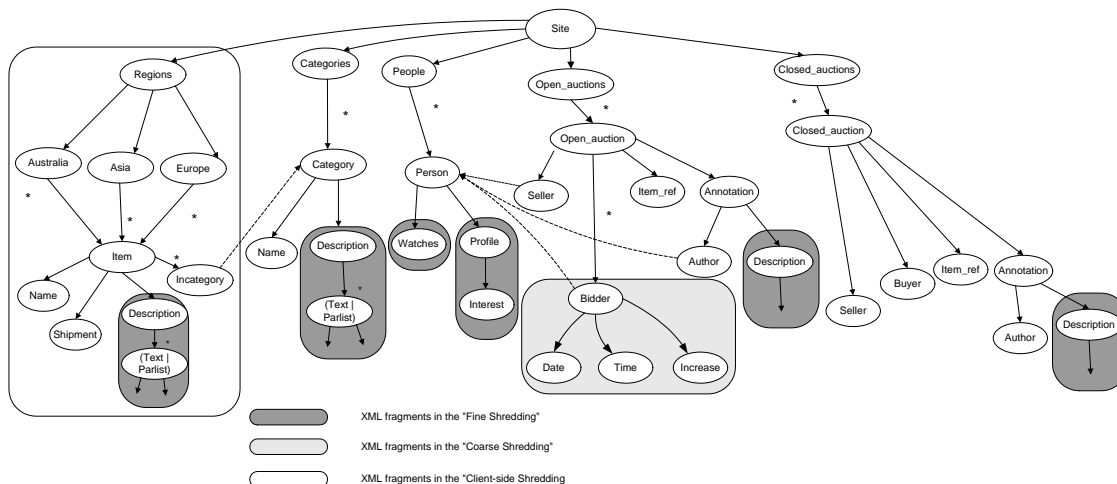 Site
Categories
People
Regions
Open_auctions
Closed_auctions
*
*
*
*
Open_auction
Closed_auction
Australia
Asia
Europe
Category
Person
Item_ref
Annotation
Seller
*
*
*
*
Name
Description
Watches
Profile
Author
Description
Item
*
Incategory
Buyer
Item_ref
Annotation
Name
Description
*
(Text |
Parlist)
Interest
Bidder
Seller
Shipment
*
(Text |
Parlist)
Author
Description
Date
Time
Increase
XML fragments in the "Fine Shredding"
XML fragments in the "Coarse Shredding"
XML fragments in the "Client-side Shredding